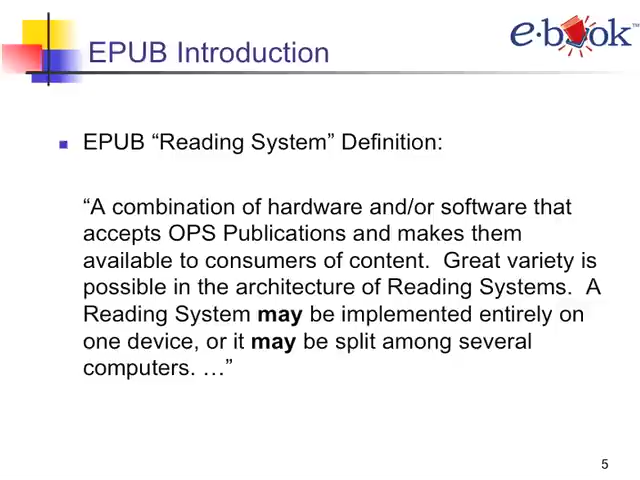 EPUB Introduction
e·book™
EPUB “Reading System” Definition:
“A combination of hardware and/or software that
accepts OPS Publications and makes them
available to consumers of content.  Great variety is
possible in the architecture of Reading Systems.  A
Reading System may be implemented entirely on
one device, or it may be split among several
computers. …”
5